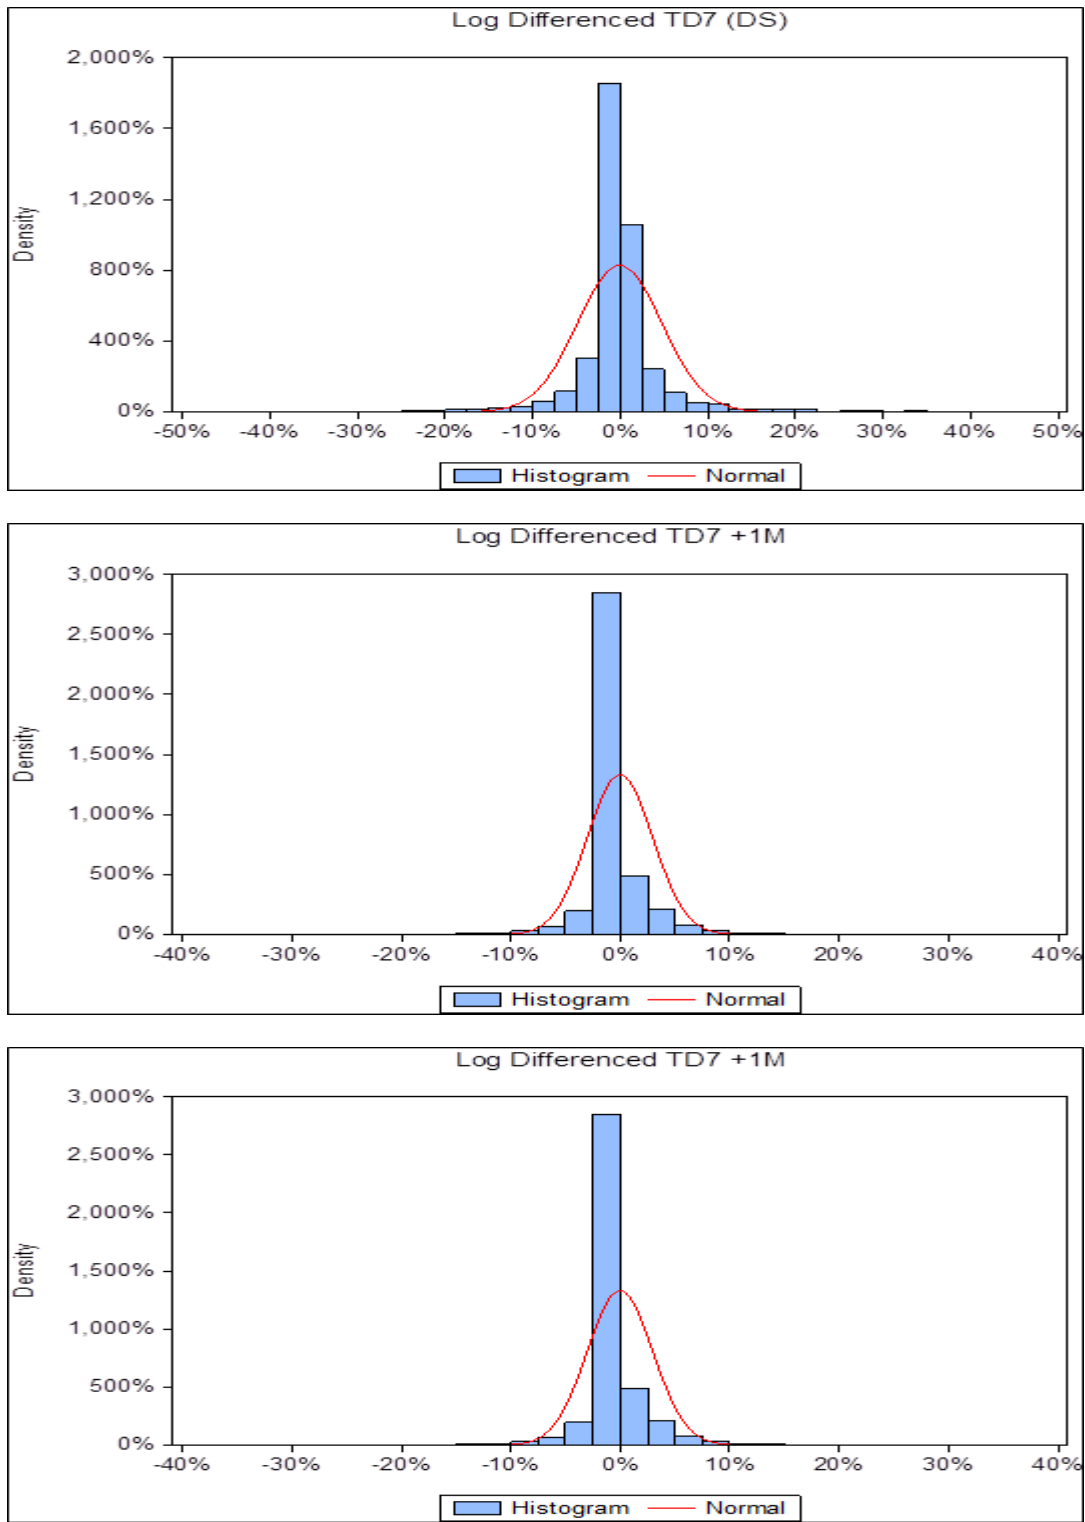 Log Differenced TD7 (DS)
2,000%
1,600%
1,200%
800%
400%
0%
Density
-50% -40% -30% -20% -10% 0% 10% 20% 30% 40% 50%
Histogram Normal
Log Differenced TD7 +1M
3,000%
2,500%
2,000%
1,500%
1,000%
500%
0%
Density
-40% -30% -20% -10% 0% 10% 20% 30% 40%
Histogram Normal
Log Differenced TD7 +1M
3,000%
2,500%
2,000%
1,500%
1,000%
500%
0%
Density
-40% -30% -20% -10% 0% 10% 20% 30% 40%
Histogram Normal